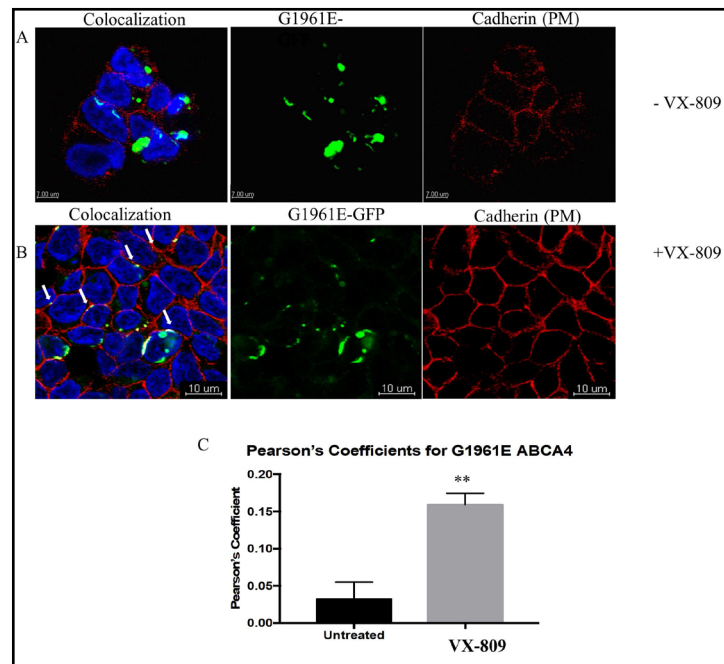 Colocalization G1961E-GFP Cadherin (PM)
A
- VX-809
7.00 um 7.00 um 7.00 um
Colocalization G1961E-GFP Cadherin (PM)
B
+VX-809
10 um 10 um 10 um
C
Pearson's Coefficients for G1961E ABCA4
Pearson's Coefficient
0.20
0.15
0.10
0.05
0.00
**
Untreated
VX-809